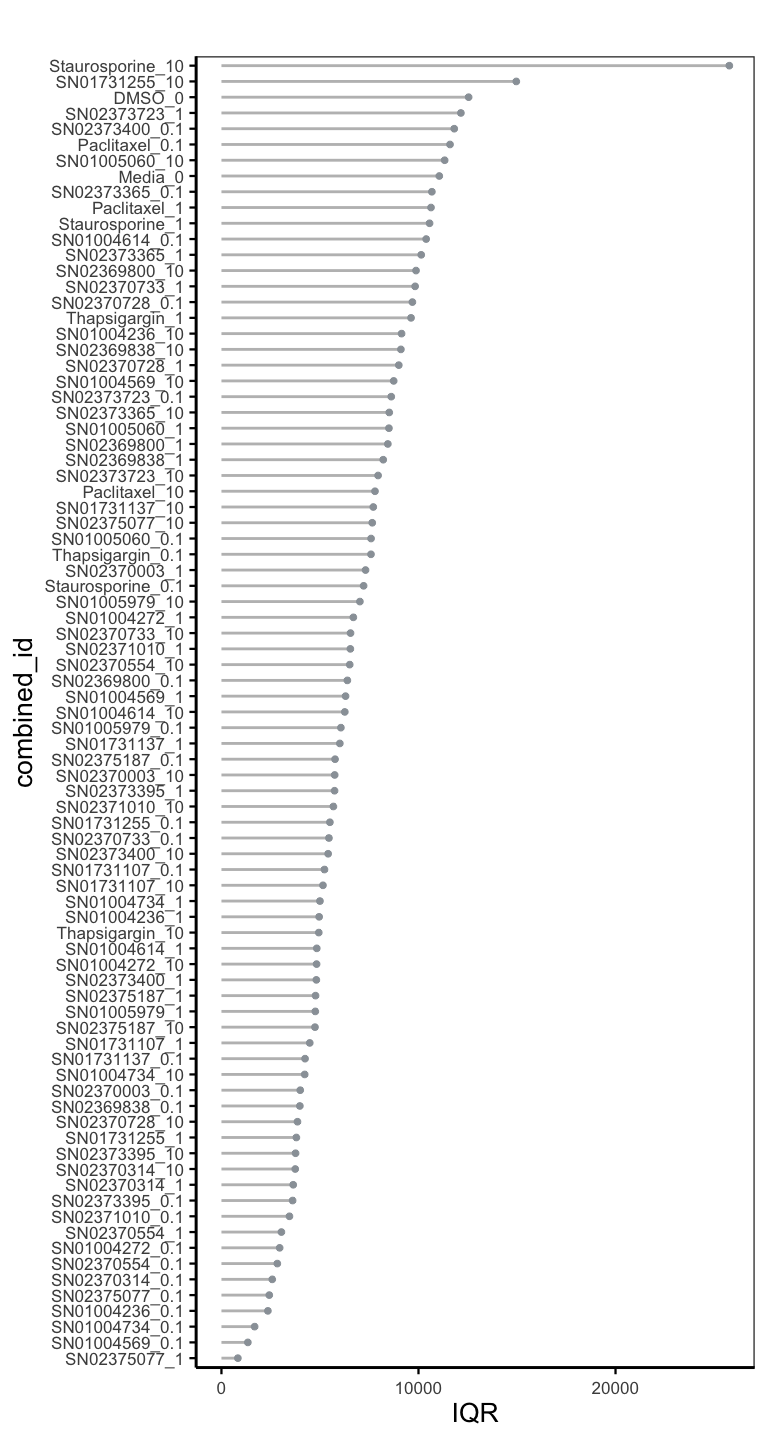 Staurosporine_10
SN01731255_10
DMSO_0
SN02373723_1
SN02373400_0.1
Paclitaxel_0.1
SN01005060_10
Media_0
SN02373365_0.1
Paclitaxel_1
Staurosporine_1
SN01004614_0.1
SN02373365_1
SN02369800_10
SN02370733_1
SN02370728_0.1
Thapsigargin_1
SN01004236_10
SN02369838_10
SN02370728_1
SN01004569_10
SN02373723_0.1
SN02373365_10
SN01005060_1
SN02369800_1
SN02369838_1
SN02373723_10
Paclitaxel_10
SN01731137_10
SN02375077_10
SN01005060_0.1
Thapsigargin_0.1
SN02370003_1
Staurosporine_0.1
SN01005979_10
SN01004272_1
SN02370733_10
SN02371010_1
SN02370554_10
SN02369800_0.1
SN01004569_1
SN01004614_10
SN01005979_0.1
SN01731137_1
SN02375187_0.1
SN02370003_10
SN02373395_1
SN02371010_10
SN01731255_0.1
SN02370733_0.1
SN02373400_10
SN01731107_0.1
SN01731107_10
SN01004734_1
SN01004236_1
Thapsigargin_10
SN01004614_1
SN01004272_10
SN02373400_1
SN02375187_1
SN01005979_1
SN02375187_10
SN01731107_1
SN01731137_0.1
SN01004734_10
SN02370003_0.1
SN02369838_0.1
SN02370728_10
SN01731255_1
SN02373395_10
SN02370314_10
SN02370314_1
SN02373395_0.1
SN02371010_0.1
SN02370554_1
SN01004272_0.1
SN02370554_0.1
SN02370314_0.1
SN02375077_0.1
SN01004236_0.1
SN01004734_0.1
SN01004569_0.1
SN02375077_1
combined_id
0 10000 20000
IQR